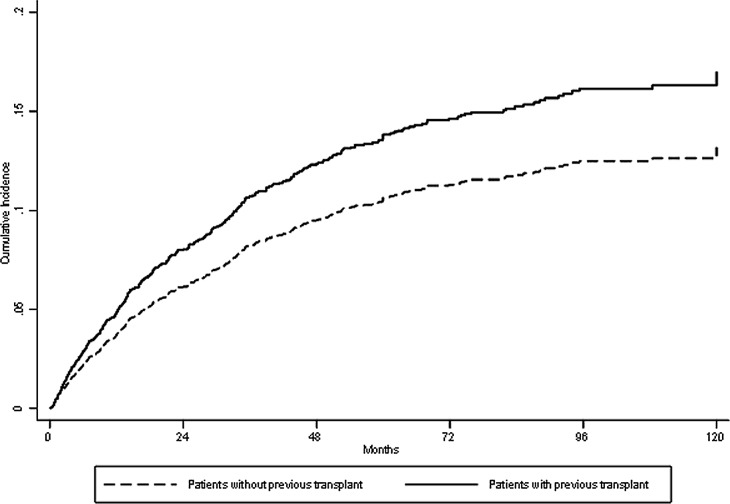 .2
.15
.1
.05
0
Cumulative Incidence
0 24 48 72 96 120
Months
Patients without previous transplant Patients with previous transplant